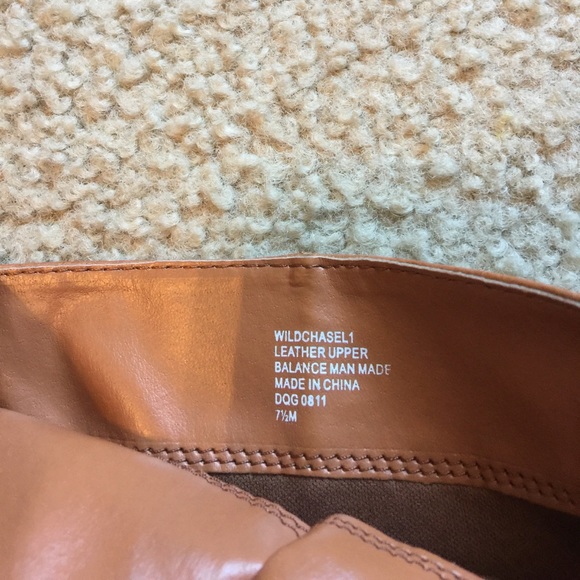 WILDCHASEL1
LEATHER UPPER
BALANCE MAN MADE
MADE IN CHINA
DQG 0811
7½M